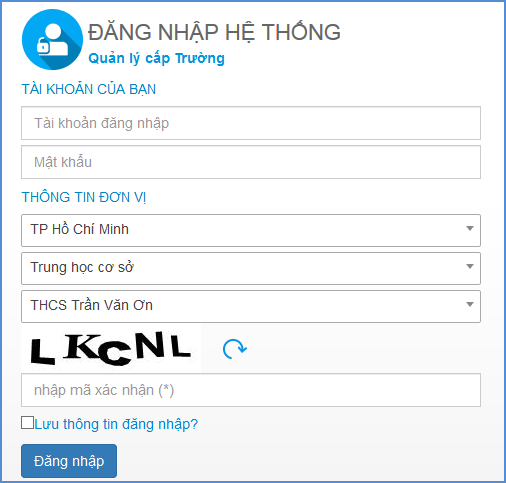 ĐĂNG NHẬP HỆ THỐNG
Quản lý cấp Trường
TÀI KHOẢN CỦA BẠN
Tài khoản đăng nhập
Mật khẩu
THÔNG TIN ĐƠN VỊ
TP Hồ Chí Minh
Trung học cơ sở
THCS Trần Văn Ơn
LKCNL
nhập mã xác nhận (*)
Lưu thông tin đăng nhập?
Đăng nhập